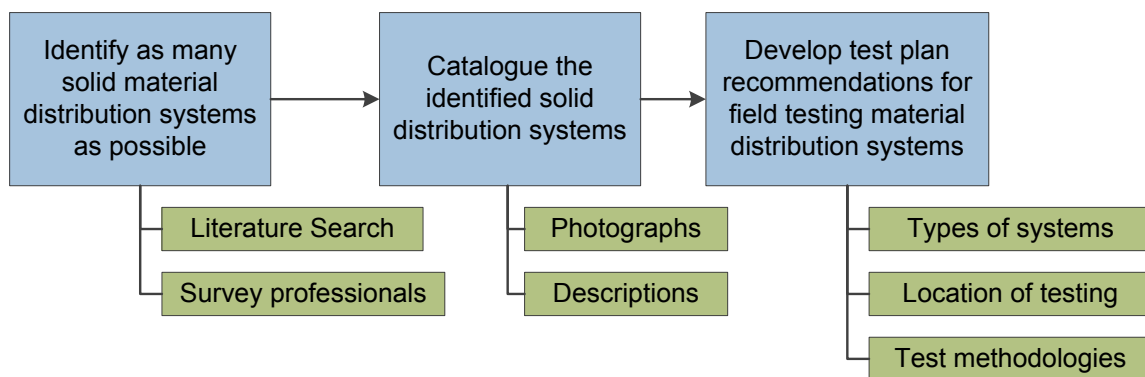 Identify as many
solid material
distribution systems
as possible
Literature Search
Survey professionals
Catalogue the
identified solid
distribution systems
Photographs
Descriptions
Develop test plan
recommendations for
field testing material
distribution systems
Types of systems
Location of testing
Test methodologies